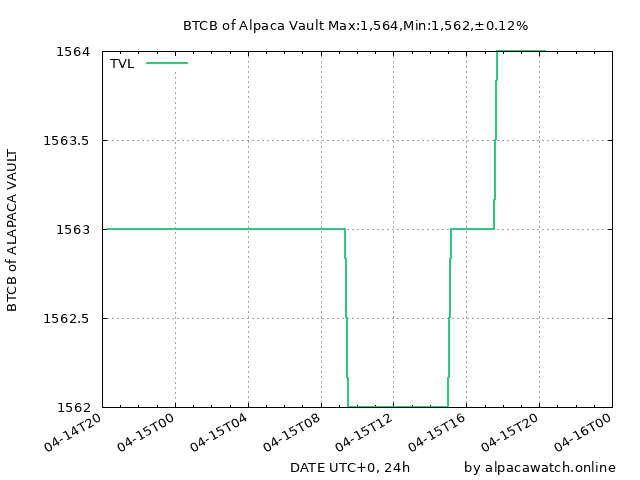 BTCB of Alpaca Vault Max:1,564,Min:1,562,±0.12%
TVL
1564
1563.5
1563
1562.5
1562
BTCB of ALAPACA VAULT
04-14T20
04-15T00
04-15T04
04-15T08
04-15T12
04-15T16
04-15T20
04-16T00
DATE UTC+0, 24h
by alpacawatch.online